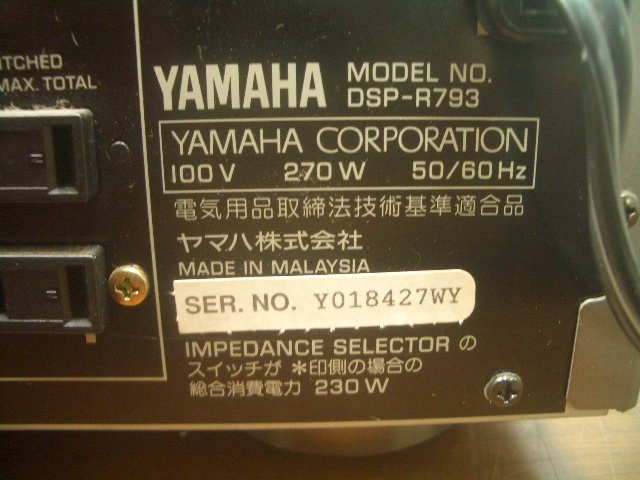 ITCHED
MAX. TOTAL
YAMAHA
MODEL NO.
DSP-R793
YAMAHA CORPORATION
100V 270W 50/60Hz
電気用品取締法技術基準適合品
ヤマハ株式会社
MADE IN MALAYSIA
SER. NO. Y018427WY
IMPEDANCE SELECTOR の
スイッチが *印側の場合の
総合消費電力 230W